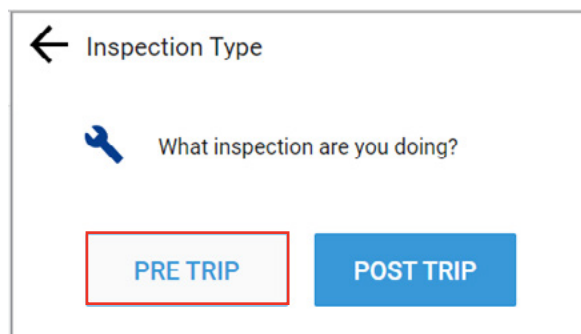 Inspection Type
What inspection are you doing?
PRE TRIP
POST TRIP